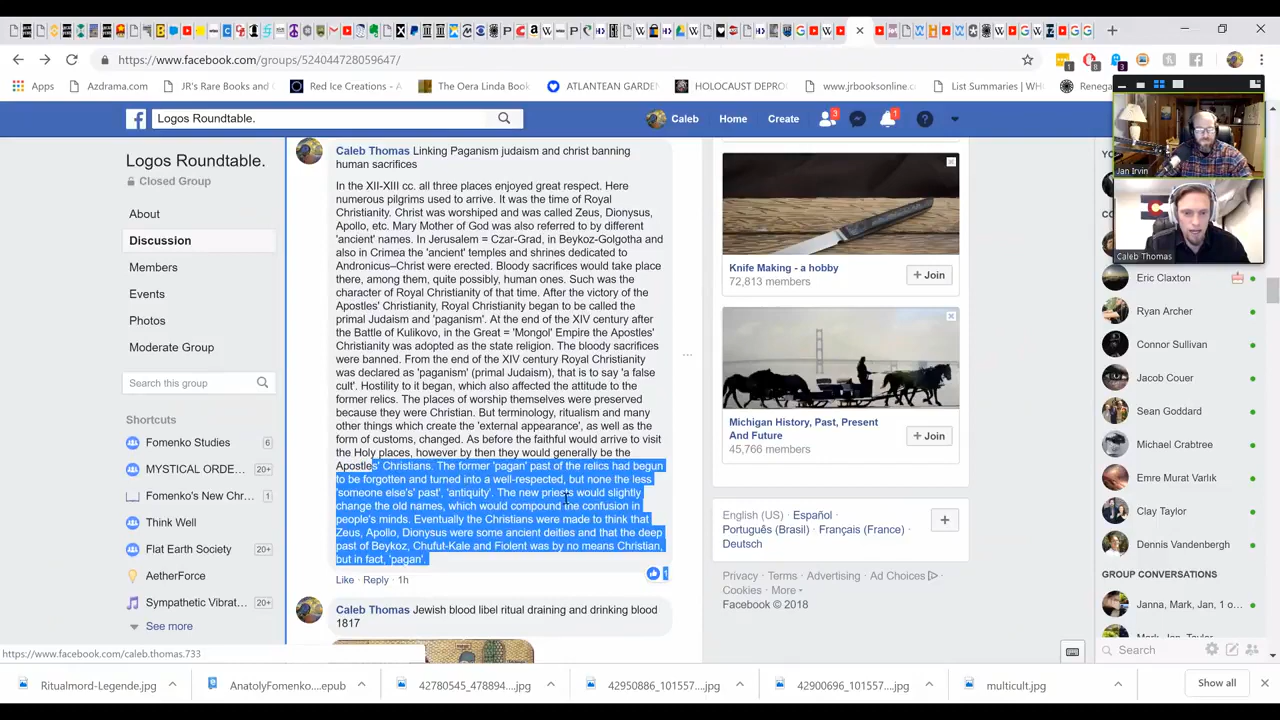 https://www.facebook.com/groups/524044728059647/
Apps
Azdrama.com
JR's Rare Books and
Red Ice Creations - A
The Dera Linda Book
ATLANTEAN GARDE
HOLOCAUST DEPRO
www.jrbooksonline.c
List Summaries | WH
Renega
Logos Roundtable.
Caleb
Home
Create
3
1
Jan Irvin
Caleb Thomas
Logos Roundtable.
Closed Group
About
Discussion
Members
Events
Photos
Moderate Group
Search this group
Shortcuts
Fomenko Studies
6
MYSTICAL ORDE...
20+
Fomenko's New Chr...
1
Think Well
Flat Earth Society
20+
AetherForce
Sympathetic Vibrat...
20+
See more
Caleb Thomas Linking Paganism judaism and christ banning
human sacrifices
In the XII-XIII cc. all three places enjoyed great respect. Here
numerous pilgrims used to arrive. It was the time of Royal
Christianity. Christ was worshiped and was called Zeus, Dionysus,
Apollo, etc. Mary Mother of God was also referred to by different
'ancient' names. In Jerusalem = Czar-Grad, in Beykoz-Golgotha and
also in Crimea the 'ancient' temples and shrines dedicated to
Andronicus–Christ were erected. Bloody sacrifices would take place
there, among them, quite possibly, human ones. Such was the
character of Royal Christianity of that time. After the victory of the
Apostles' Christianity, Royal Christianity began to be called the
primal Judaism and 'paganism'. At the end of the XIV century after
the Battle of Kulikovo, in the Great = 'Mongol' Empire the Apostles'
Christianity was adopted as the state religion. The bloody sacrifices
were banned. From the end of the XIV century Royal Christianity
was declared as 'paganism' (primal Judaism), that is to say 'a false
cult'. Hostility to it began, which also affected the attitude to the
former relics. The places of worship themselves were preserved
because they were Christian. But terminology, ritualism and many
other things which create the 'external appearance', as well as the
form of customs, changed. As before the faithful would arrive to visit
the Holy places, however by then they would generally be the
Apostles' Christians. The former 'pagan' past of the relics had begun
to be forgotten and turned into a well-respected, but none the less
'someone else's' past', 'antiquity'. The new priests would slightly
change the old names, which would compound the confusion in
people's minds. Eventually the Christians were made to think that
Zeus, Apollo, Dionysus were some ancient deities and that the deep
past of Beykoz, Chufut-Kale and Fiolent was by no means Christian,
but in fact, 'pagan'.
Like · Reply · 1h
1
Caleb Thomas Jewish blood libel ritual draining and drinking blood
1817
Knife Making - a hobby
72,813 members
+ Join
Michigan History, Past, Present
And Future
45,766 members
+ Join
English (US) · Español ·
Português (Brasil) · Français (France) ·
Deutsch
Privacy · Terms · Advertising · Ad Choices
Cookies · More
Facebook © 2018
Eric Claxton
Ryan Archer
Connor Sullivan
Jacob Couer
Sean Goddard
Michael Crabtree
Emre Murat Varlık
Clay Taylor
Dennis Vandenbergh
GROUP CONVERSATIONS
Janna, Mark, Jan, 1 o...
Mark, Jan, Taylor
Search
https://www.facebook.com/caleb.thomas.733
Ritualmord-Legende.jpg
AnatolyFomenko....epub
42780545_478894...jpg
42950886_101557...jpg
42900696_101557...jpg
multicult.jpg
Show all